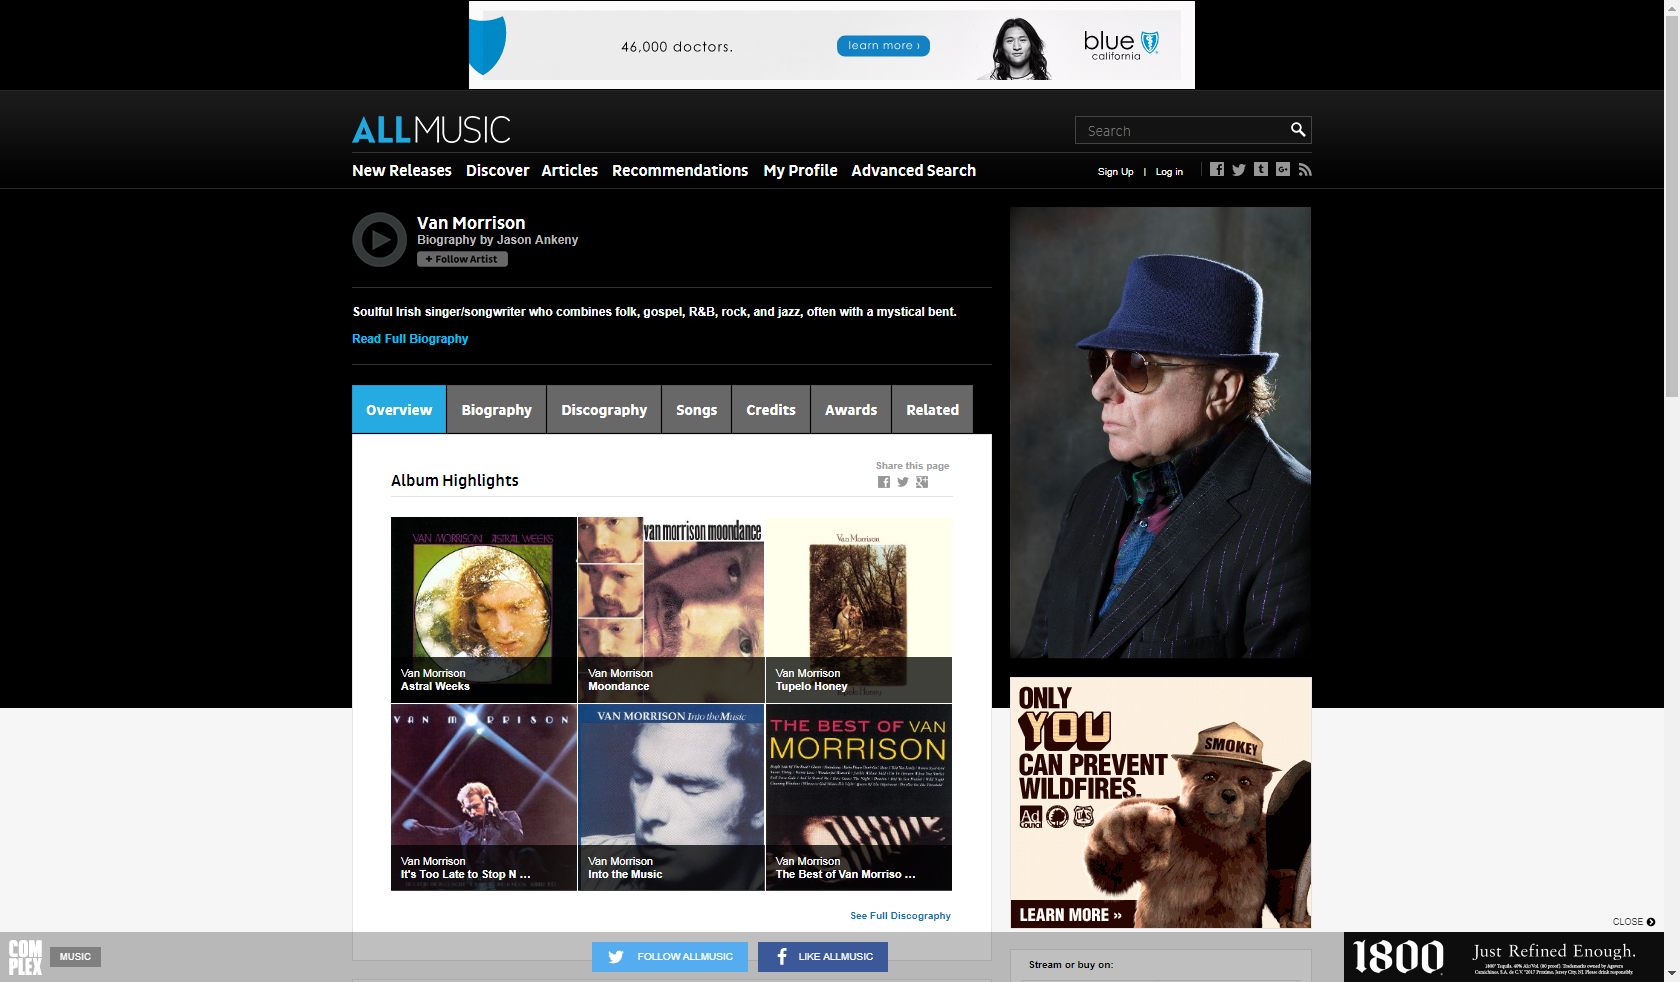 46,000 doctors.
learn more ›
blue
california
ALLMUSIC
Search
New Releases Discover Articles Recommendations My Profile Advanced Search
Sign Up | Log in
Van Morrison
Biography by Jason Ankeny
+ Follow Artist
Soulful Irish singer/songwriter who combines folk, gospel, R&B, rock, and jazz, often with a mystical bent.
Read Full Biography
Overview Biography Discography Songs Credits Awards Related
Album Highlights
Share this page
VAN MORRISON ASTRAL WEEKS
Van Morrison
Astral Weeks
van morrison moondance
Van Morrison
Moondance
Van Morrison
Tupelo Honey
Van Morrison
Tupelo Honey
VAN MORRISON
Van Morrison
It's Too Late to Stop N ...
VAN MORRISON Into the Music
Van Morrison
Into the Music
THE BEST OF VAN
MORRISON
Van Morrison
The Best of Van Morriso ...
See Full Discography
ONLY
YOU
CAN PREVENT
WILDFIRES.
SMOKEY
Ad
Council
US
LEARN MORE »
CLOSE
COM
PLEX
MUSIC
FOLLOW ALLMUSIC
LIKE ALLMUSIC
Stream or buy on:
1800
Just Refined Enough.